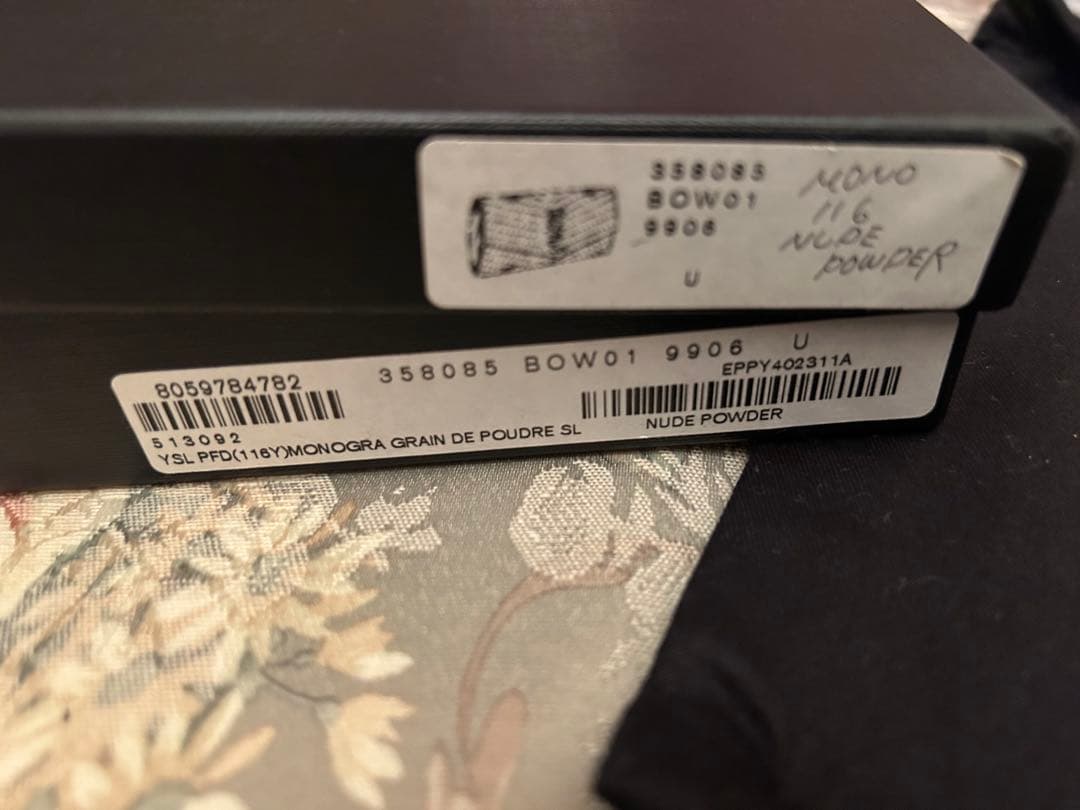 358085
BOW01
9906
U
MONO
116
NUDE
POWDER
358085 BOW01 9906 U
8059784782
EPPY402311A
513092
YSL PFD(116Y)MONOGRA GRAIN DE POUDRE SL
NUDE POWDER